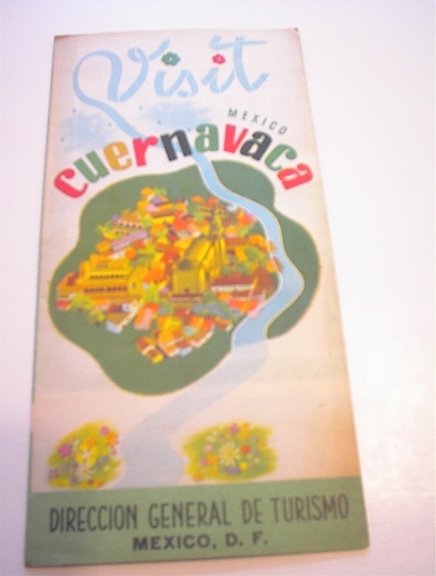 Visit
MEXICO
cuernavaca
DIRECCION GENERAL DE TURISMO
MEXICO, D. F.